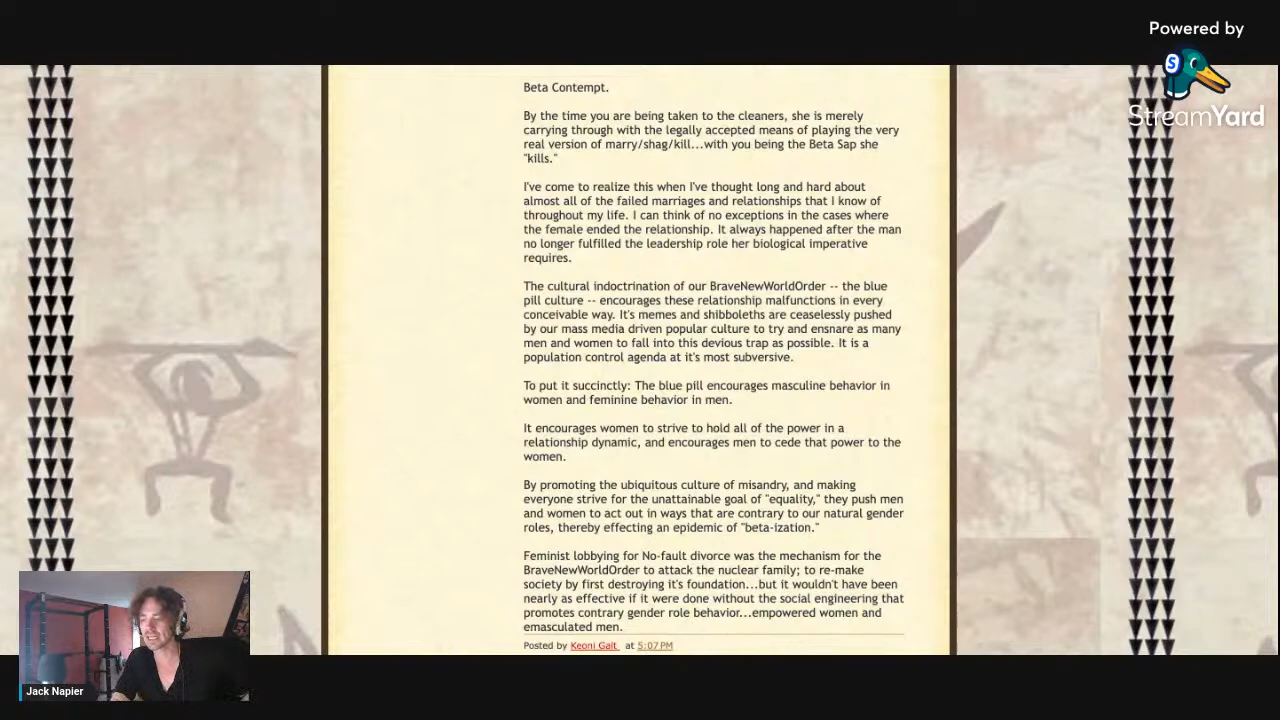 Powered by
StreamYard
Beta Contempt.
By the time you are being taken to the cleaners, she is merely
carrying through with the legally accepted means of playing the very
real version of marry/shag/kill...with you being the Beta Sap she
"kills."
I've come to realize this when I've thought long and hard about
almost all of the failed marriages and relationships that I know of
throughout my life. I can think of no exceptions in the cases where
the female ended the relationship. It always happened after the man
no longer fulfilled the leadership role her biological imperative
requires.
The cultural indoctrination of our BraveNewWorldOrder -- the blue
pill culture -- encourages these relationship malfunctions in every
conceivable way. It's memes and shibboleths are ceaselessly pushed
by our mass media driven popular culture to try and ensnare as many
men and women to fall into this devious trap as possible. It is a
population control agenda at it's most subversive.
To put it succinctly: The blue pill encourages masculine behavior in
women and feminine behavior in men.
It encourages women to strive to hold all of the power in a
relationship dynamic, and encourages men to cede that power to the
women.
By promoting the ubiquitous culture of misandry, and making
everyone strive for the unattainable goal of "equality," they push men
and women to act out in ways that are contrary to our natural gender
roles, thereby effecting an epidemic of "beta-ization."
Feminist lobbying for No-fault divorce was the mechanism for the
BraveNewWorldOrder to attack the nuclear family; to re-make
society by first destroying it's foundation...but it wouldn't have been
nearly as effective if it were done without the social engineering that
promotes contrary gender role behavior...empowered women and
emasculated men.
Posted by Keoni Galt at 5:07 PM
Jack Napier